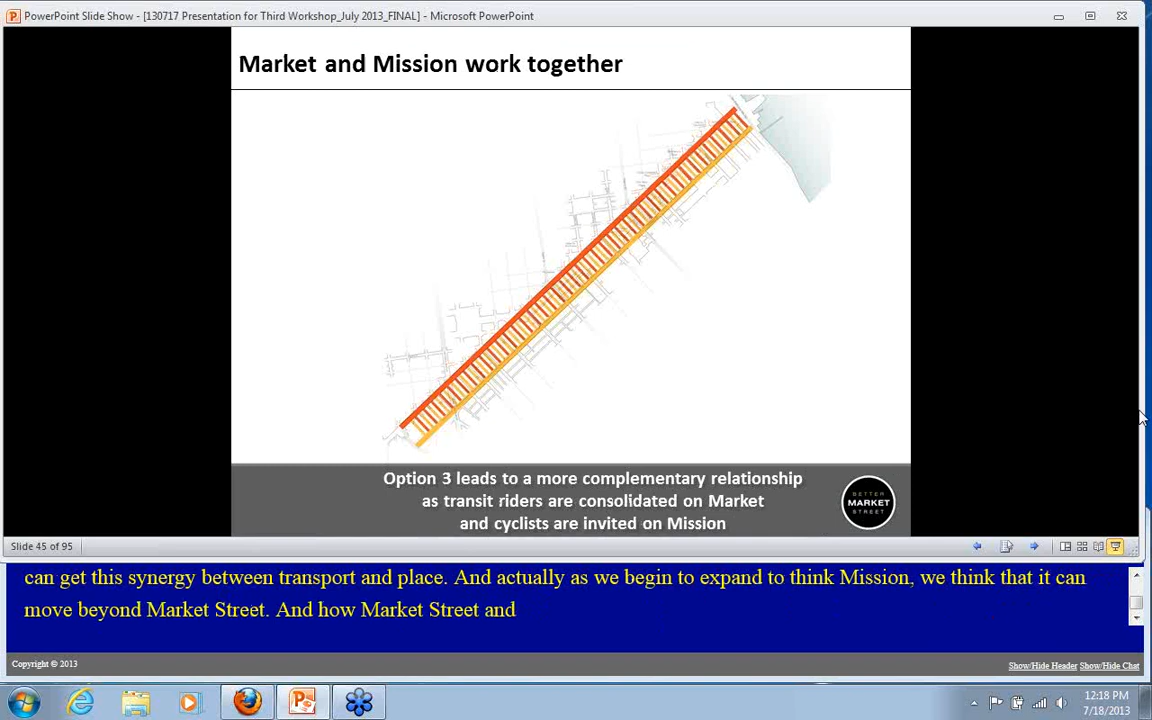 PowerPoint Slide Show - [130717 Presentation for Third Workshop_July 2013_FINAL] - Microsoft PowerPoint
Market and Mission work together
Option 3 leads to a more complementary relationship
as transit riders are consolidated on Market
and cyclists are invited on Mission
BETTER
MARKET
STREET
Slide 45 of 95
can get this synergy between transport and place. And actually as we begin to expand to think Mission, we think that it can
move beyond Market Street. And how Market Street and
Copyright © 2013
Show/Hide Header Show/Hide Chat
12:18 PM
7/18/2013